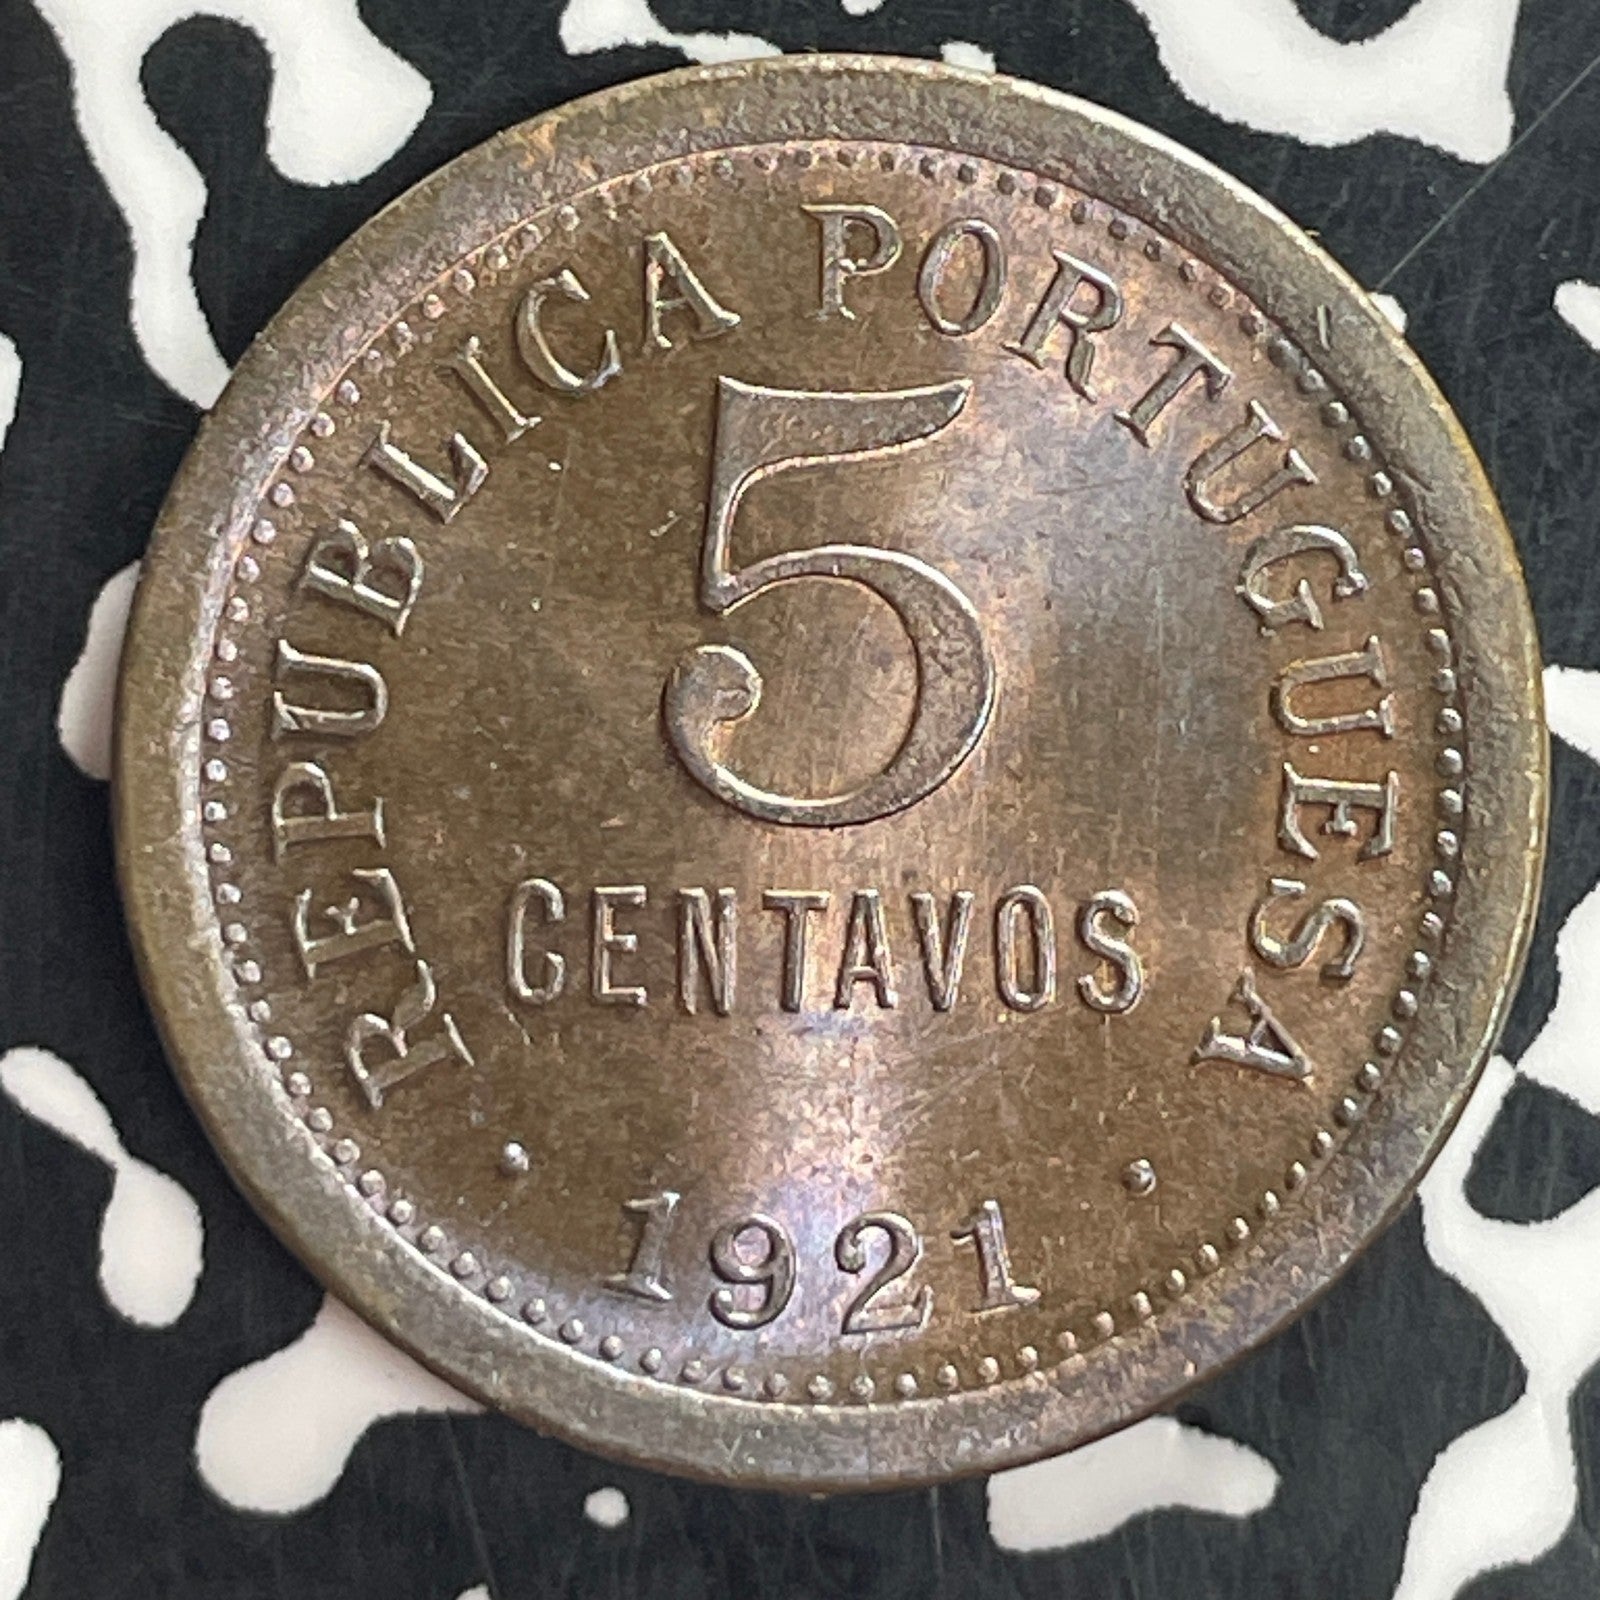 REPUBLICA PORTUGUESA
5
CENTAVOS
• 1921 •